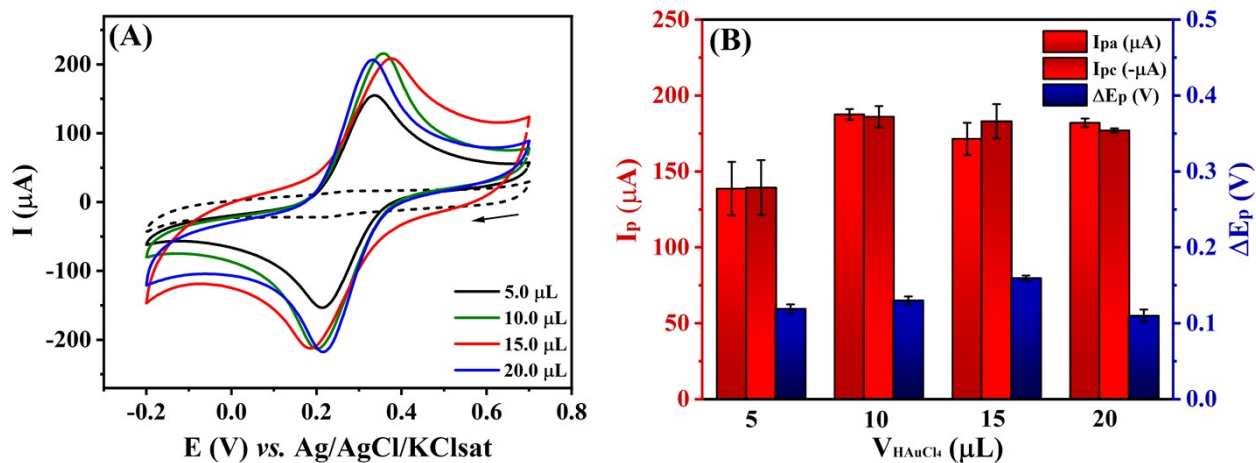 (A)
200
100
0
-100
-200
I (µA)
5.0 µL
10.0 µL
15.0 µL
20.0 µL
-0.2
0.0
0.2
0.4
0.6
0.8
E (V) vs. Ag/AgCl/KClsat
(B)
250
200
150
100
50
0
Ip (µA)
Ipa (µA)
Ipc (-µA)
ΔEp (V)
0.5
0.4
0.3
0.2
0.1
0.0
ΔEp (V)
5
10
15
20
VHAuCl4 (µL)